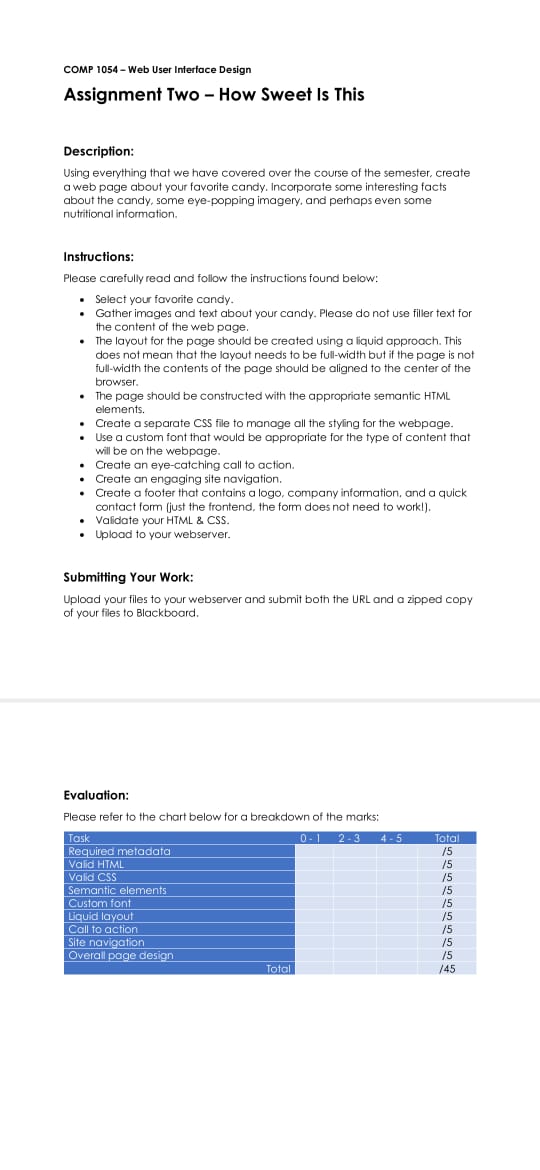 COMP 1054 – Web User Interface Design
Assignment Two – How Sweet Is This
Description:
Using everything that we have covered over the course of the semester, create
a web page about your favorite candy. Incorporate some interesting facts
about the candy, some eye-popping imagery, and perhaps even some
nutritional information.
Instructions:
Please carefully read and follow the instructions found below:
• Select your favorite candy.
• Gather images and text about your candy. Please do not use filler text for
the content of the web page.
• The layout for the page should be created using a liquid approach. This
does not mean that the layout needs to be full-width but if the page is not
full-width the contents of the page should be aligned to the center of the
browser.
• The page should be constructed with the appropriate semantic HTML
elements.
• Create a separate CSS file to manage all the styling for the webpage.
• Use a custom font that would be appropriate for the type of content that
will be on the webpage.
• Create an eye-catching call to action.
• Create an engaging site navigation.
• Create a footer that contains a logo, company information, and a quick
contact form (just the frontend, the form does not need to work!).
• Validate your HTML & CSS.
• Upload to your webserver.
Submitting Your Work:
Upload your files to your webserver and submit both the URL and a zipped copy
of your files to Blackboard.
Evaluation:
Please refer to the chart below for a breakdown of the marks:
Task 0 - 1 2 - 3 4 - 5 Total
Required metadata /5
Valid HTML /5
Valid CSS /5
Semantic elements /5
Custom font /5
Liquid layout /5
Call to action /5
Site navigation /5
Overall page design /5
Total /45